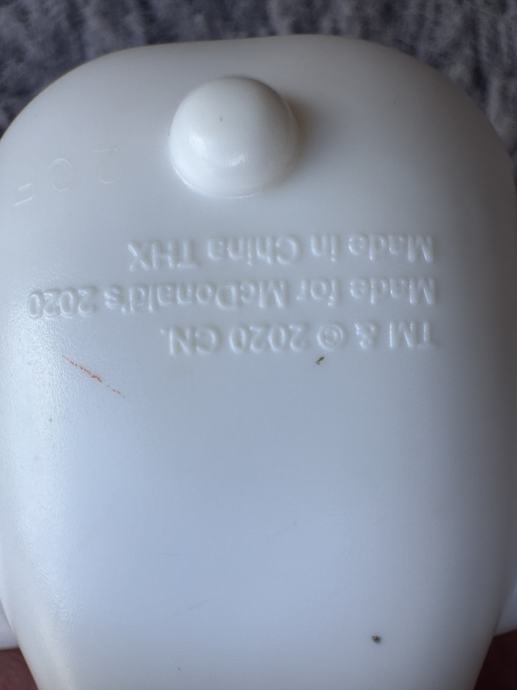 TM & © 2020 CN.
Made for McDonald's 2020
Made in China THX